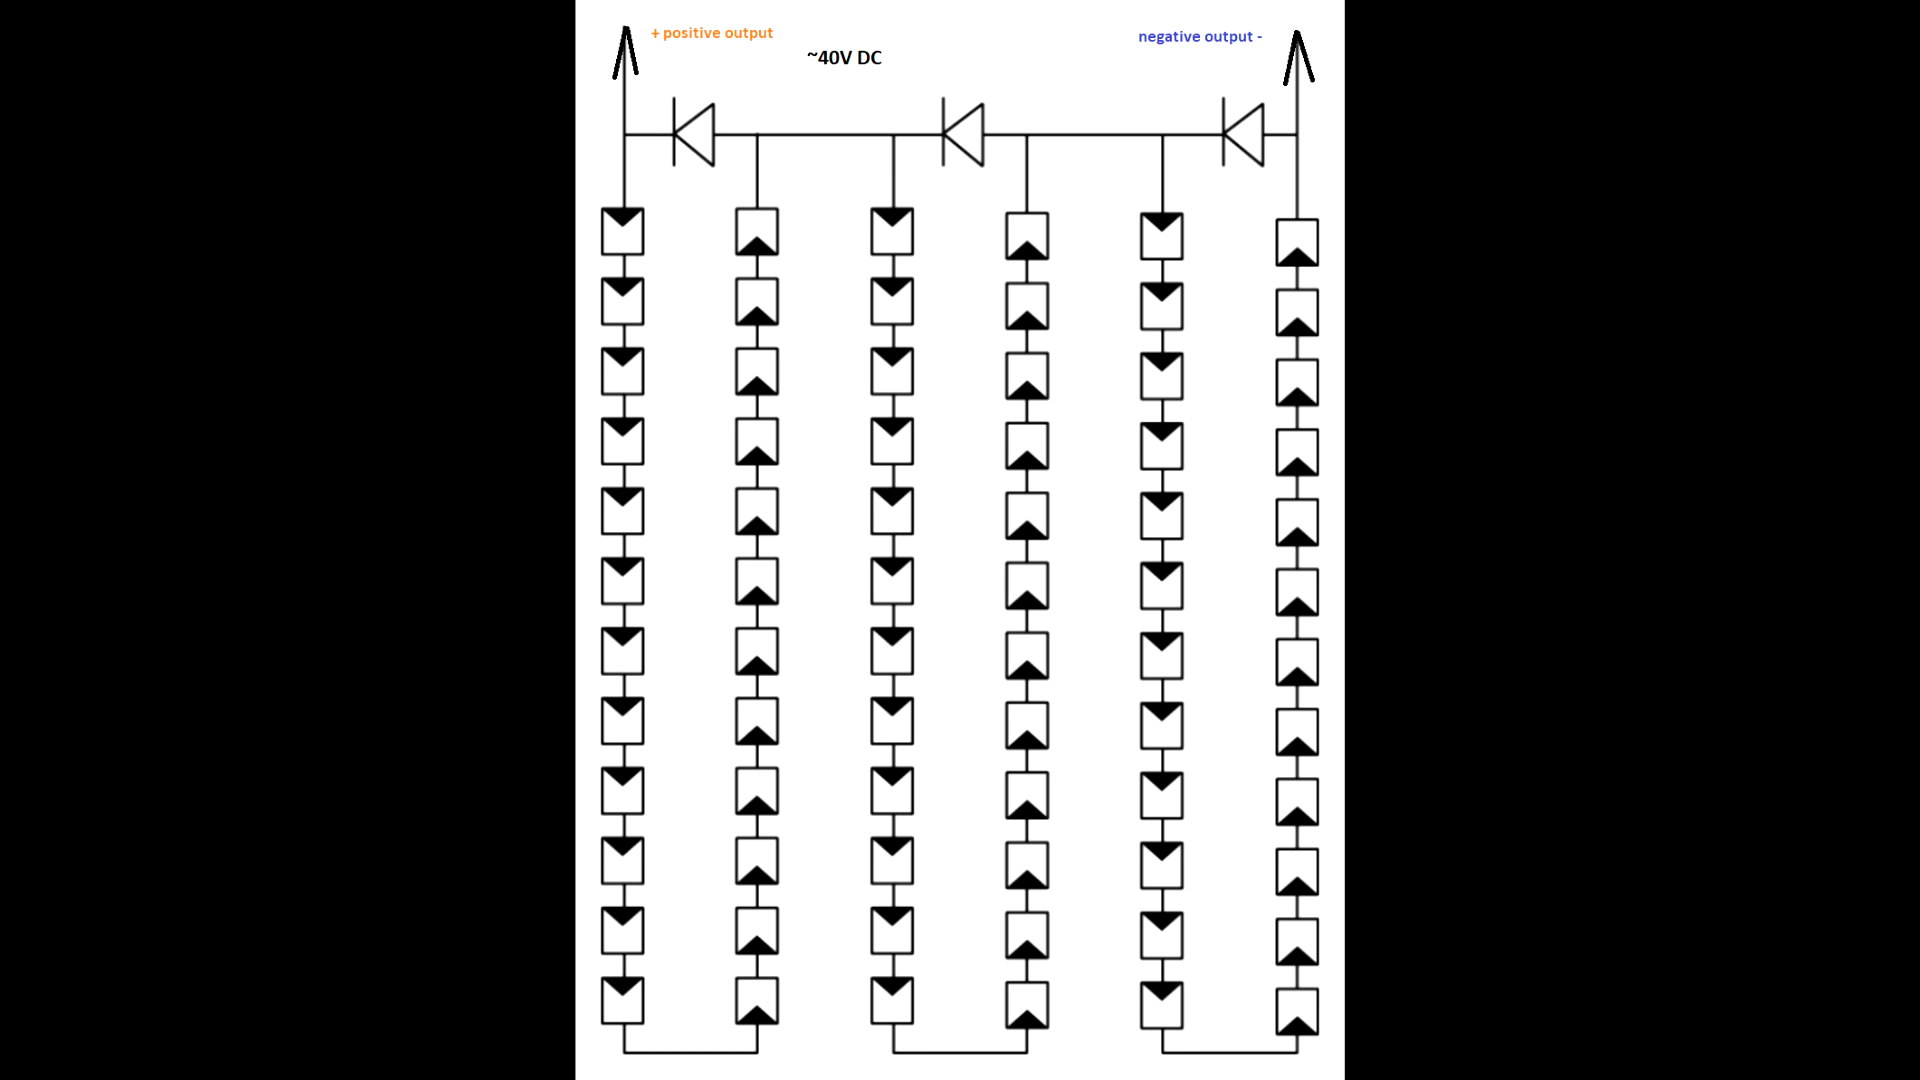 + positive output
negative output -
~40V DC